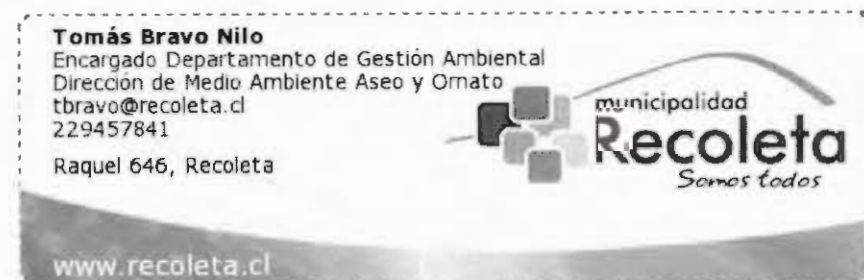 Tomás Bravo Nilo
Encargado Departamento de Gestión Ambiental
Dirección de Medio Ambiente Aseo y Ornato
tbravo@recoleta.cl
229457841
Raquel 646, Recoleta
municipalidad
Recoleta
Somos todos
www.recoleta.cl